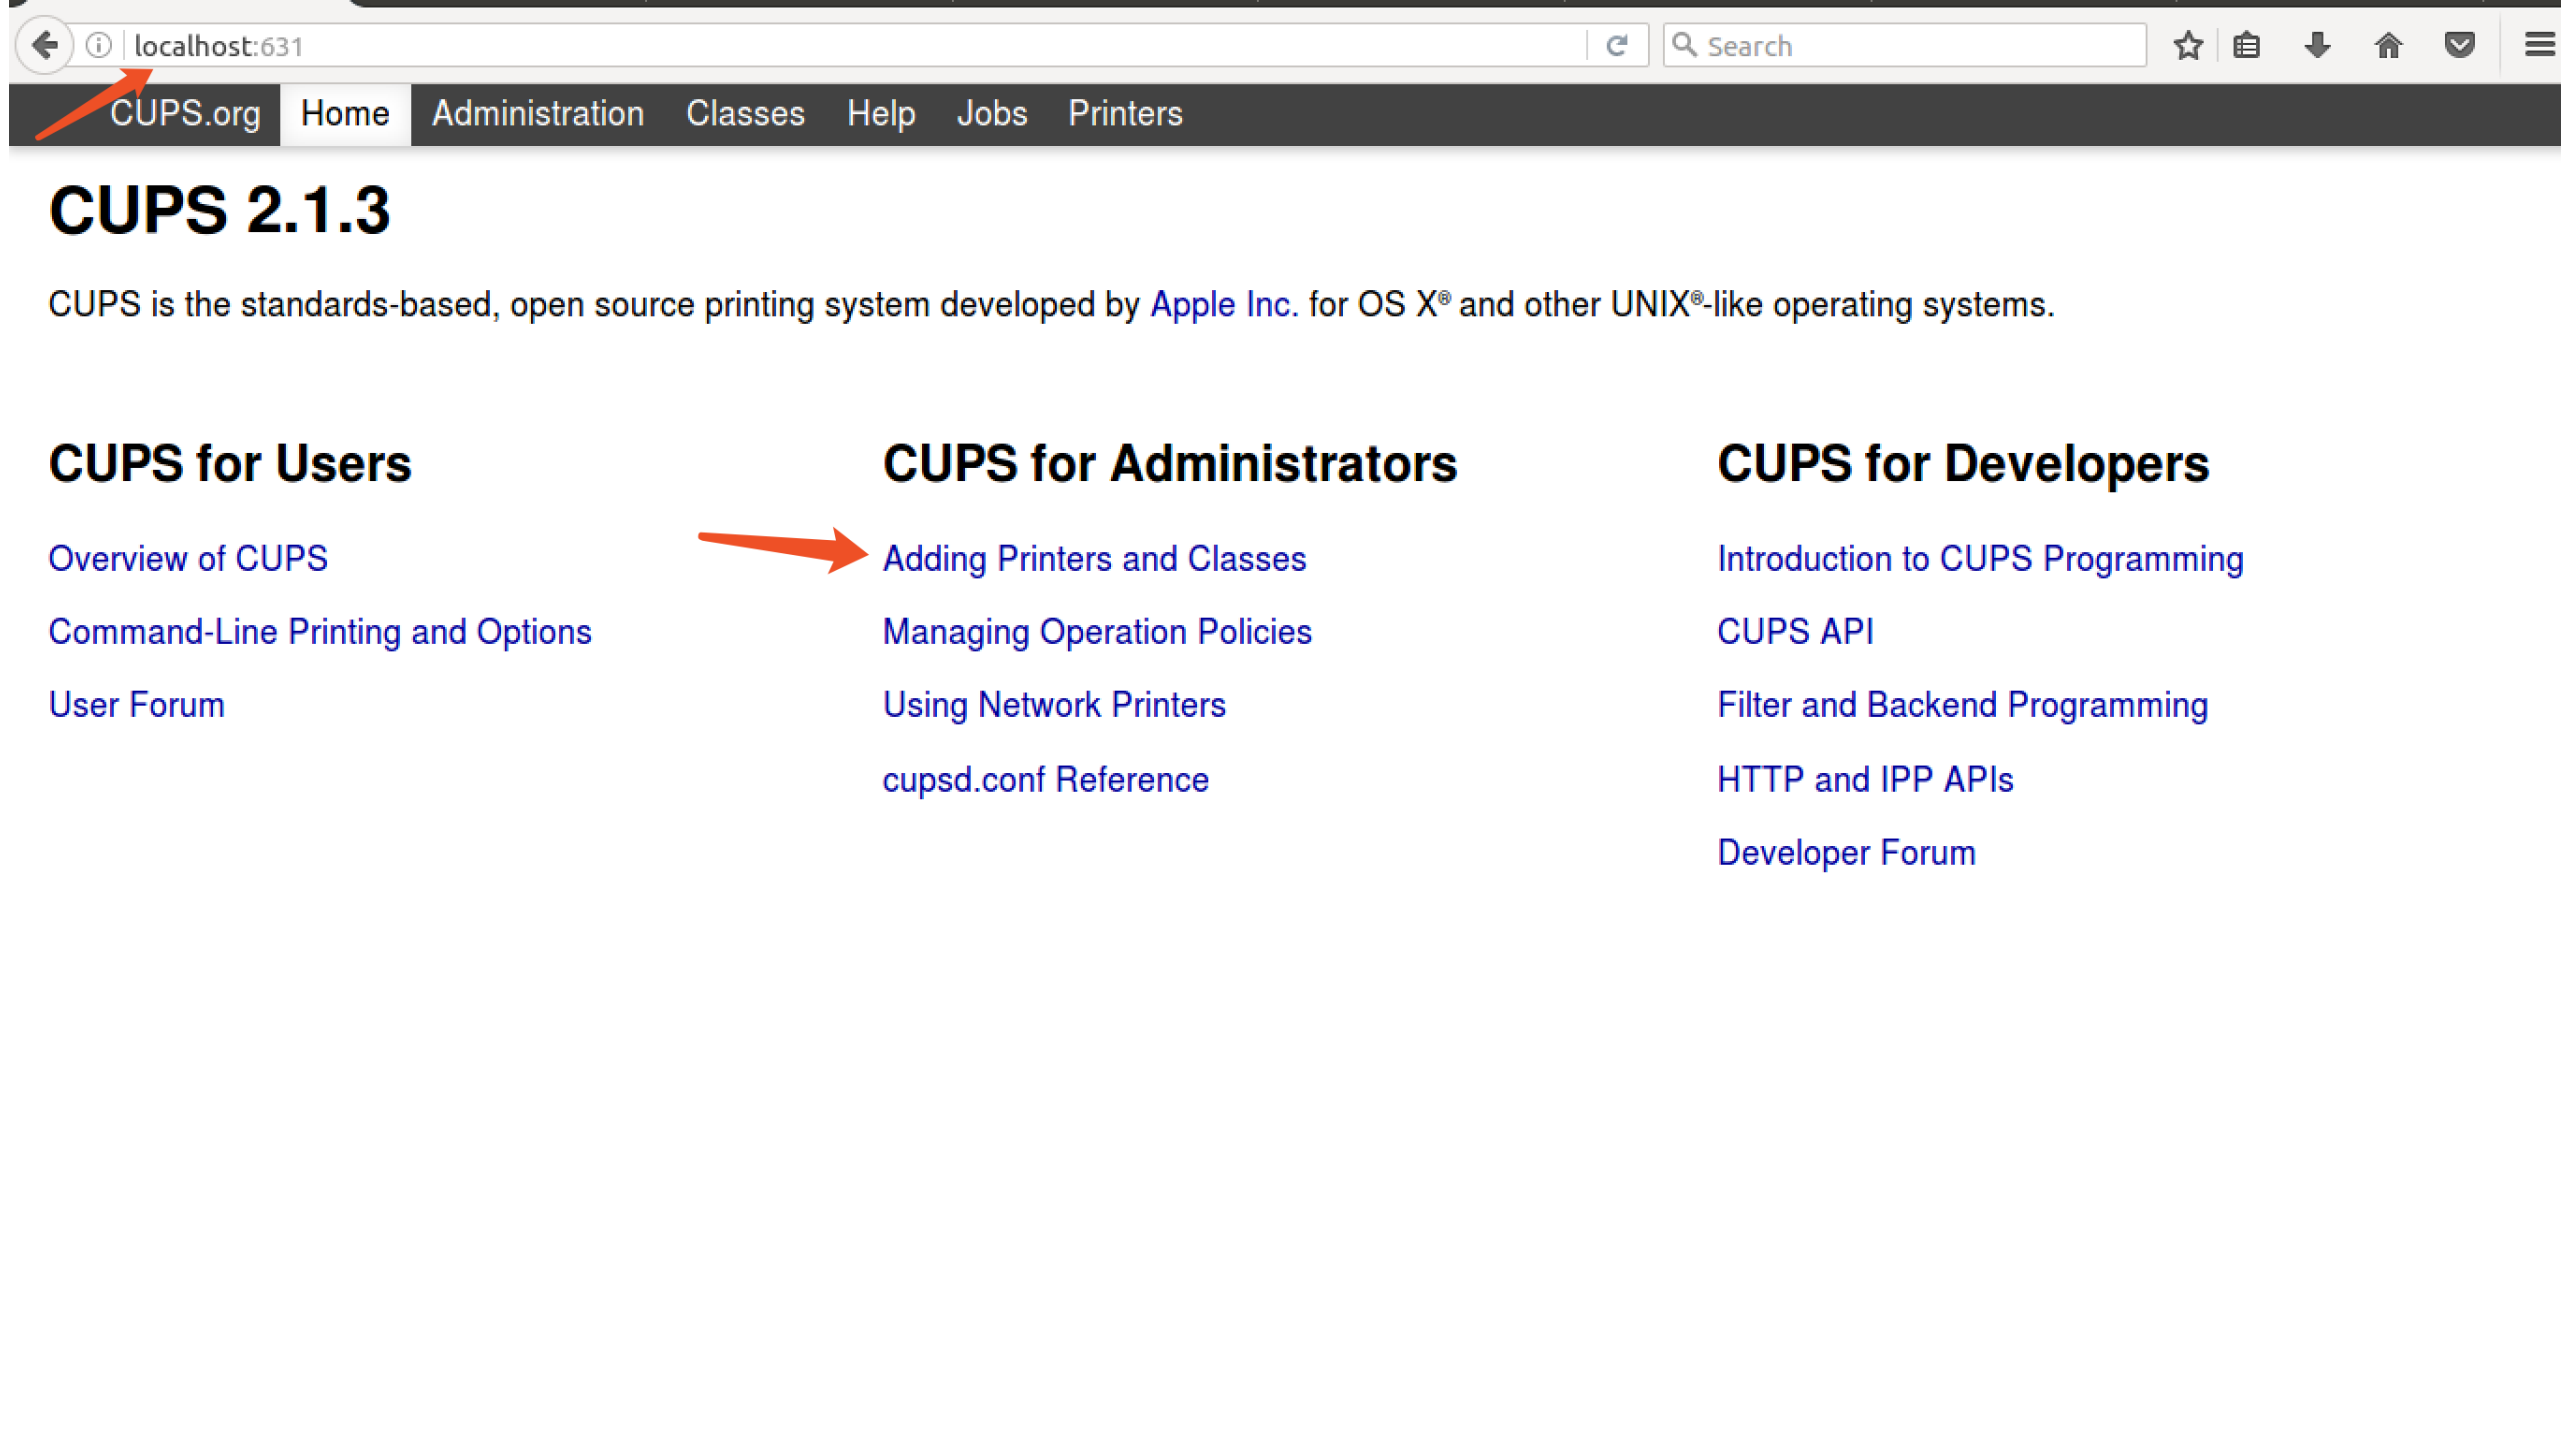 localhost:631
Search
CUPS.org Home Administration Classes Help Jobs Printers
CUPS 2.1.3
CUPS is the standards-based, open source printing system developed by Apple Inc. for OS X® and other UNIX®-like operating systems.
CUPS for Users
Overview of CUPS
Command-Line Printing and Options
User Forum
CUPS for Administrators
Adding Printers and Classes
Managing Operation Policies
Using Network Printers
cupsd.conf Reference
CUPS for Developers
Introduction to CUPS Programming
CUPS API
Filter and Backend Programming
HTTP and IPP APIs
Developer Forum